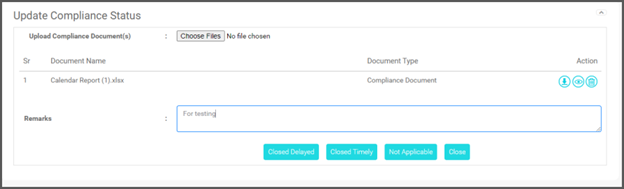 Update Compliance Status
Upload Compliance Document(s) : Choose Files No file chosen
Sr Document Name Document Type Action
1 Calendar Report (1).xlsx Compliance Document
Remarks : For testing
Closed Delayed Closed Timely Not Applicable Close